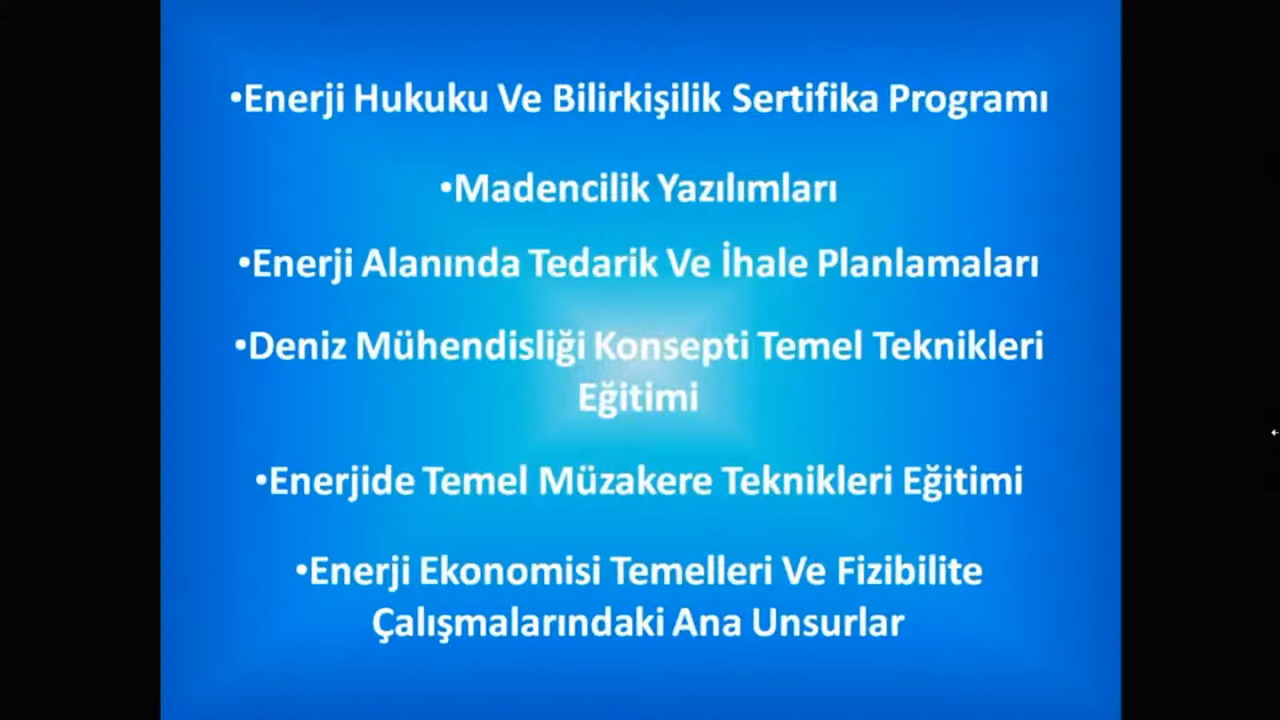 •Enerji Hukuku Ve Bilirkişilik Sertifika Programı
•Madencilik Yazılımları
•Enerji Alanında Tedarik Ve İhale Planlamaları
•Deniz Mühendisliği Konsepti Temel Teknikleri
Eğitimi
•Enerjide Temel Müzakere Teknikleri Eğitimi
•Enerji Ekonomisi Temelleri Ve Fizibilite
Çalışmalarındaki Ana Unsurlar